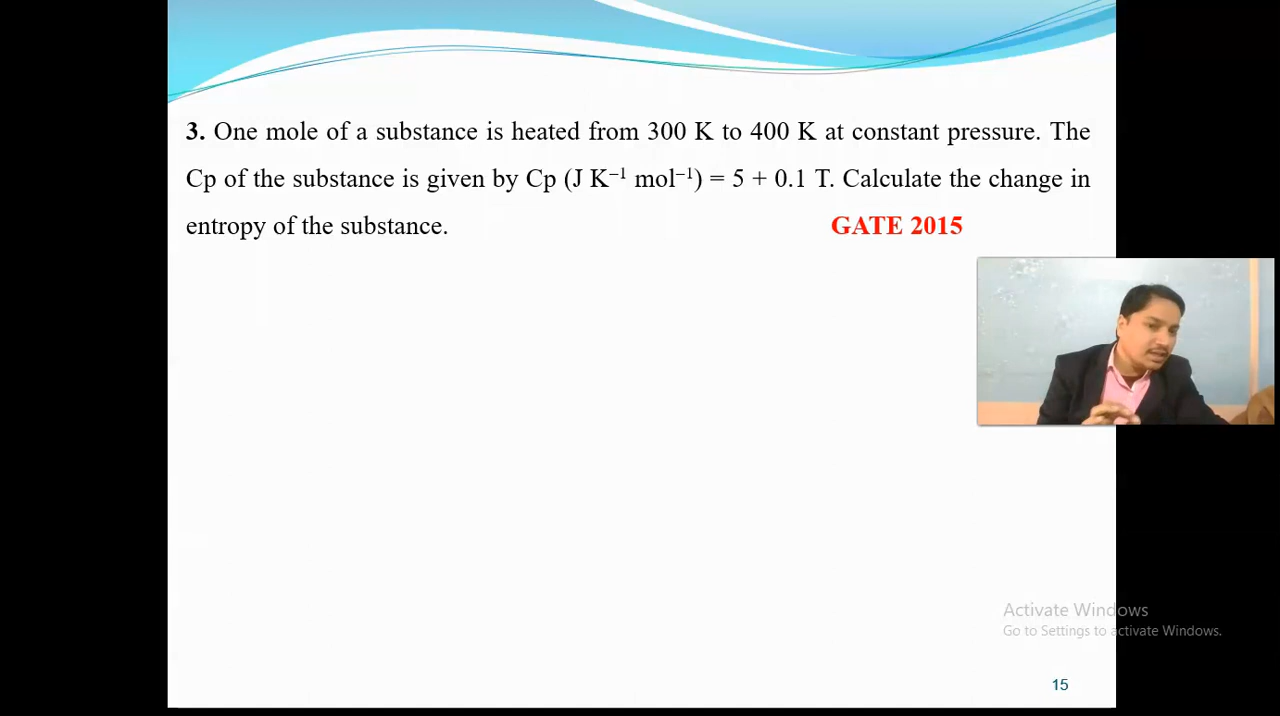 3. One mole of a substance is heated from 300 K to 400 K at constant pressure. The
Cp of the substance is given by Cp (J K⁻¹ mol⁻¹) = 5 + 0.1 T. Calculate the change in
entropy of the substance. GATE 2015
Activate Windows
Go to Settings to activate Windows.
15